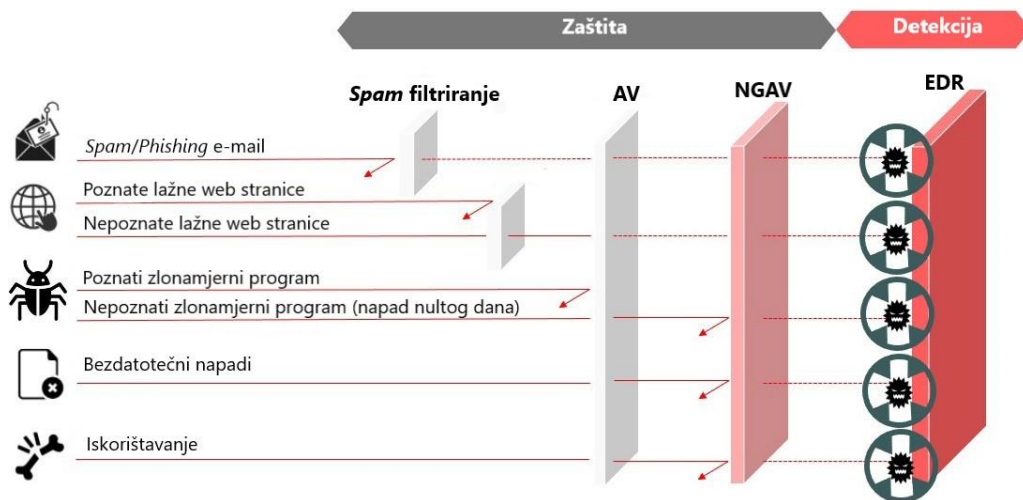 Zaštita
Detekcija
Spam filtriranje
AV
NGAV
EDR
Spam/Phishing e-mail
Poznate lažne web stranice
Nepoznate lažne web stranice
Poznati zlonamjerni program
Nepoznati zlonamjerni program (napad nultog dana)
Bezdatotečni napadi
Iskorištavanje